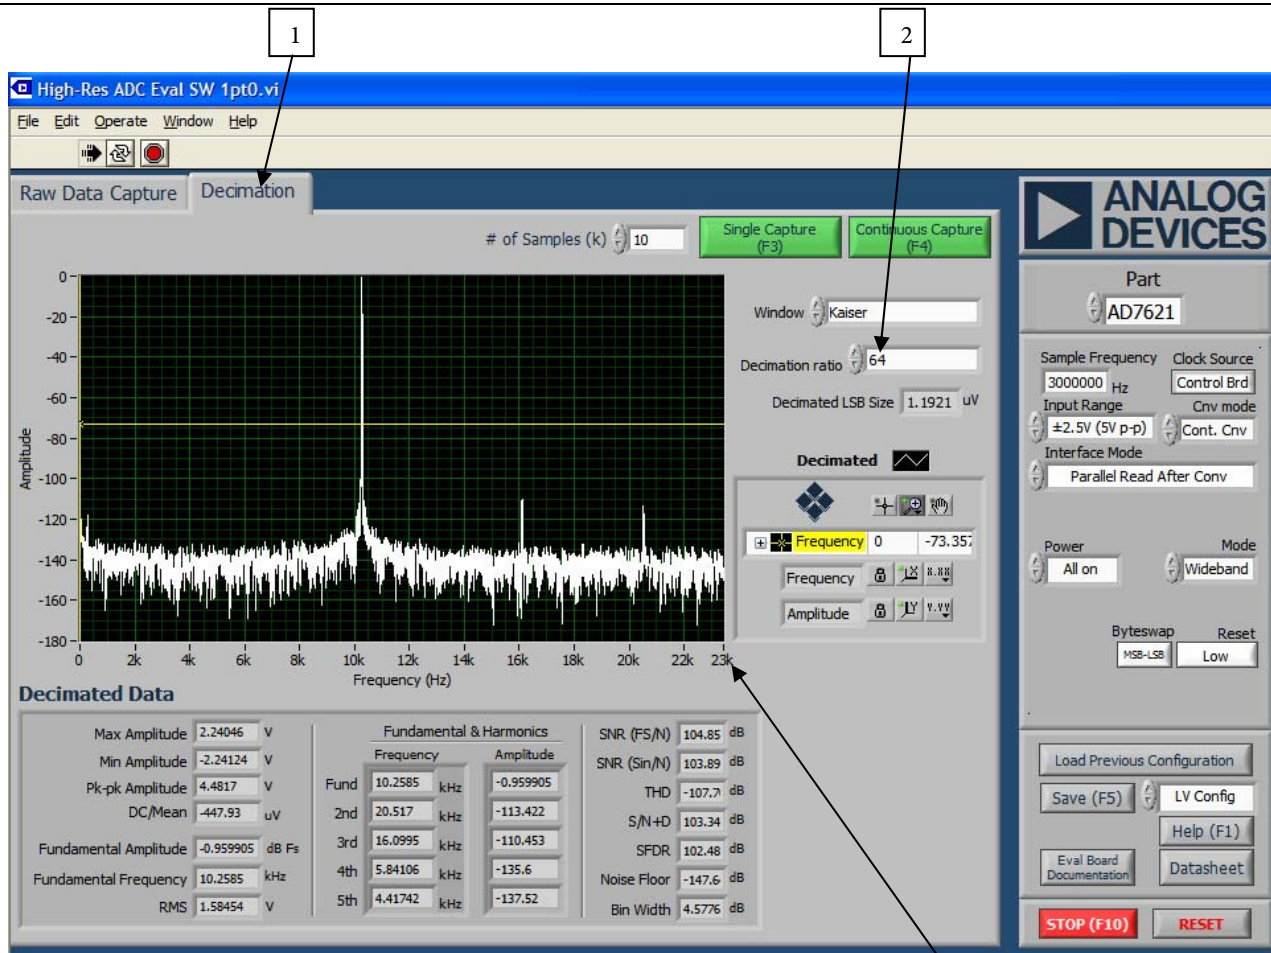 1
2
High-Res ADC Eval SW 1pt0.vi
File Edit Operate Window Help
Raw Data Capture
Decimation
# of Samples (k) 10
Single Capture
(F3)
Continuous Capture
(F4)
0
-20
-40
-60
-80
-100
-120
-140
-160
-180
Amplitude
0 2k 4k 6k 8k 10k 12k 14k 16k 18k 20k 22k 23k
Frequency (Hz)
Window Kaiser
Decimation ratio 64
Decimated LSB Size 1.1921 uV
Decimated
Frequency 0 -73.357
Frequency X.XX
Amplitude Y.YY
Decimated Data
Max Amplitude 2.24046 V
Min Amplitude -2.24124 V
Pk-pk Amplitude 4.4817 V
DC/Mean -447.93 uV
Fundamental Amplitude -0.959905 dB Fs
Fundamental Frequency 10.2585 kHz
RMS 1.58454 V
Fundamental & Harmonics
Frequency Amplitude
Fund 10.2585 kHz -0.959905
2nd 20.517 kHz -113.422
3rd 16.0995 kHz -110.453
4th 5.84106 kHz -135.6
5th 4.41742 kHz -137.52
SNR (FS/N) 104.85 dB
SNR (Sin/N) 103.89 dB
THD -107.7 dB
S/N+D 103.34 dB
SFDR 102.48 dB
Noise Floor -147.6 dB
Bin Width 4.5776 dB
ANALOG
DEVICES
Part
AD7621
Sample Frequency Clock Source
3000000 Hz Control Brd
Input Range Cnv mode
±2.5V (5V p-p) Cont. Cnv
Interface Mode
Parallel Read After Conv
Power Mode
All on Wideband
Byteswap Reset
MSB-LSB Low
Load Previous Configuration
Save (F5) LV Config
Help (F1)
Eval Board
Documentation
Datasheet
STOP (F10) RESET